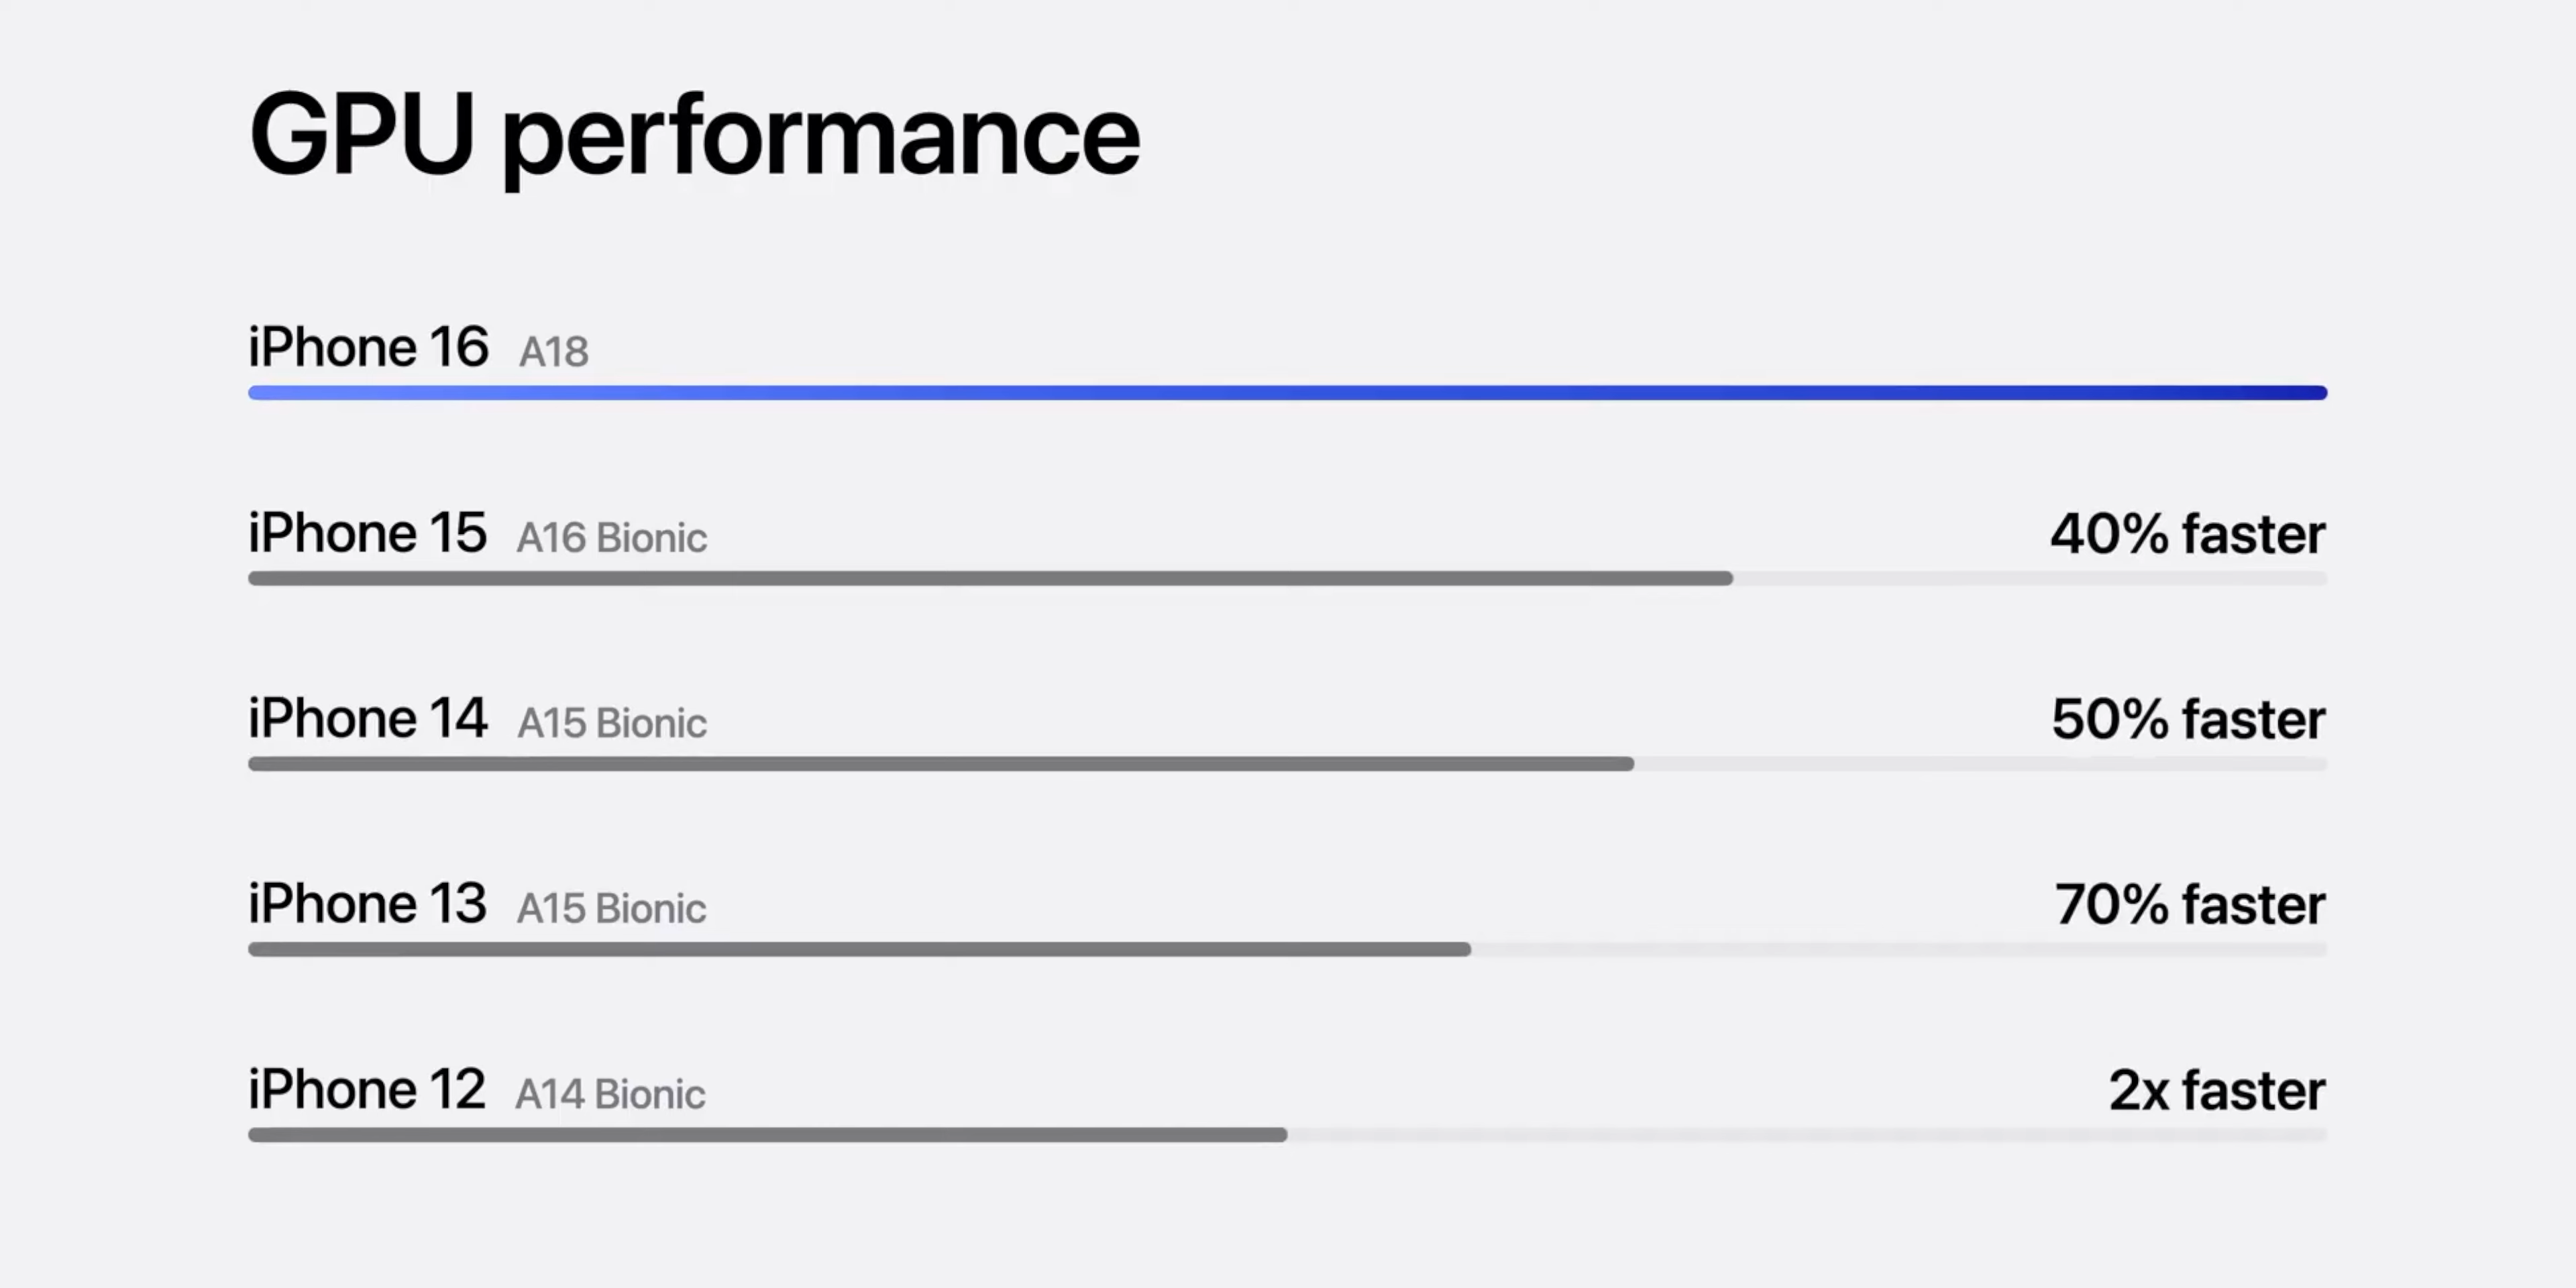 GPU performance
iPhone 16 A18
iPhone 15 A16 Bionic 40% faster
iPhone 14 A15 Bionic 50% faster
iPhone 13 A15 Bionic 70% faster
iPhone 12 A14 Bionic 2x faster